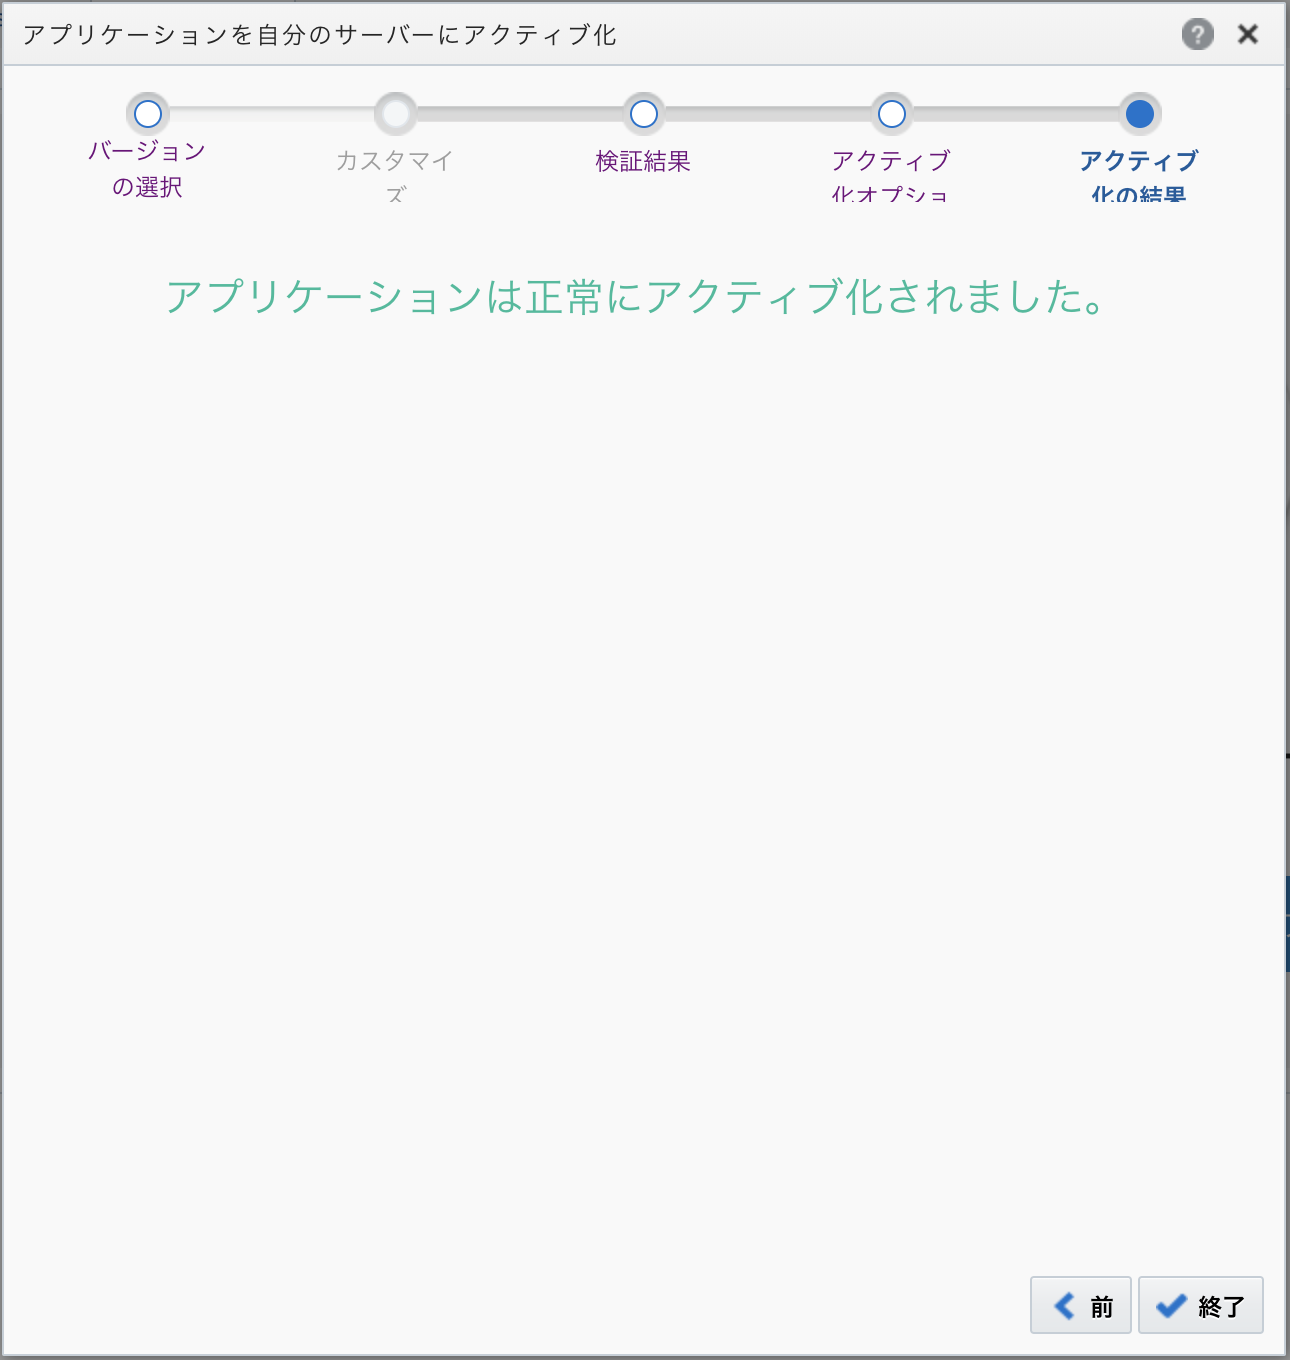 アプリケーションを自分のサーバーにアクティブ化
バージョン
の選択
カスタマイ
ズ
検証結果
アクティブ
化オプショ
アクティブ
化の結果
アプリケーションは正常にアクティブ化されました。
前
終了